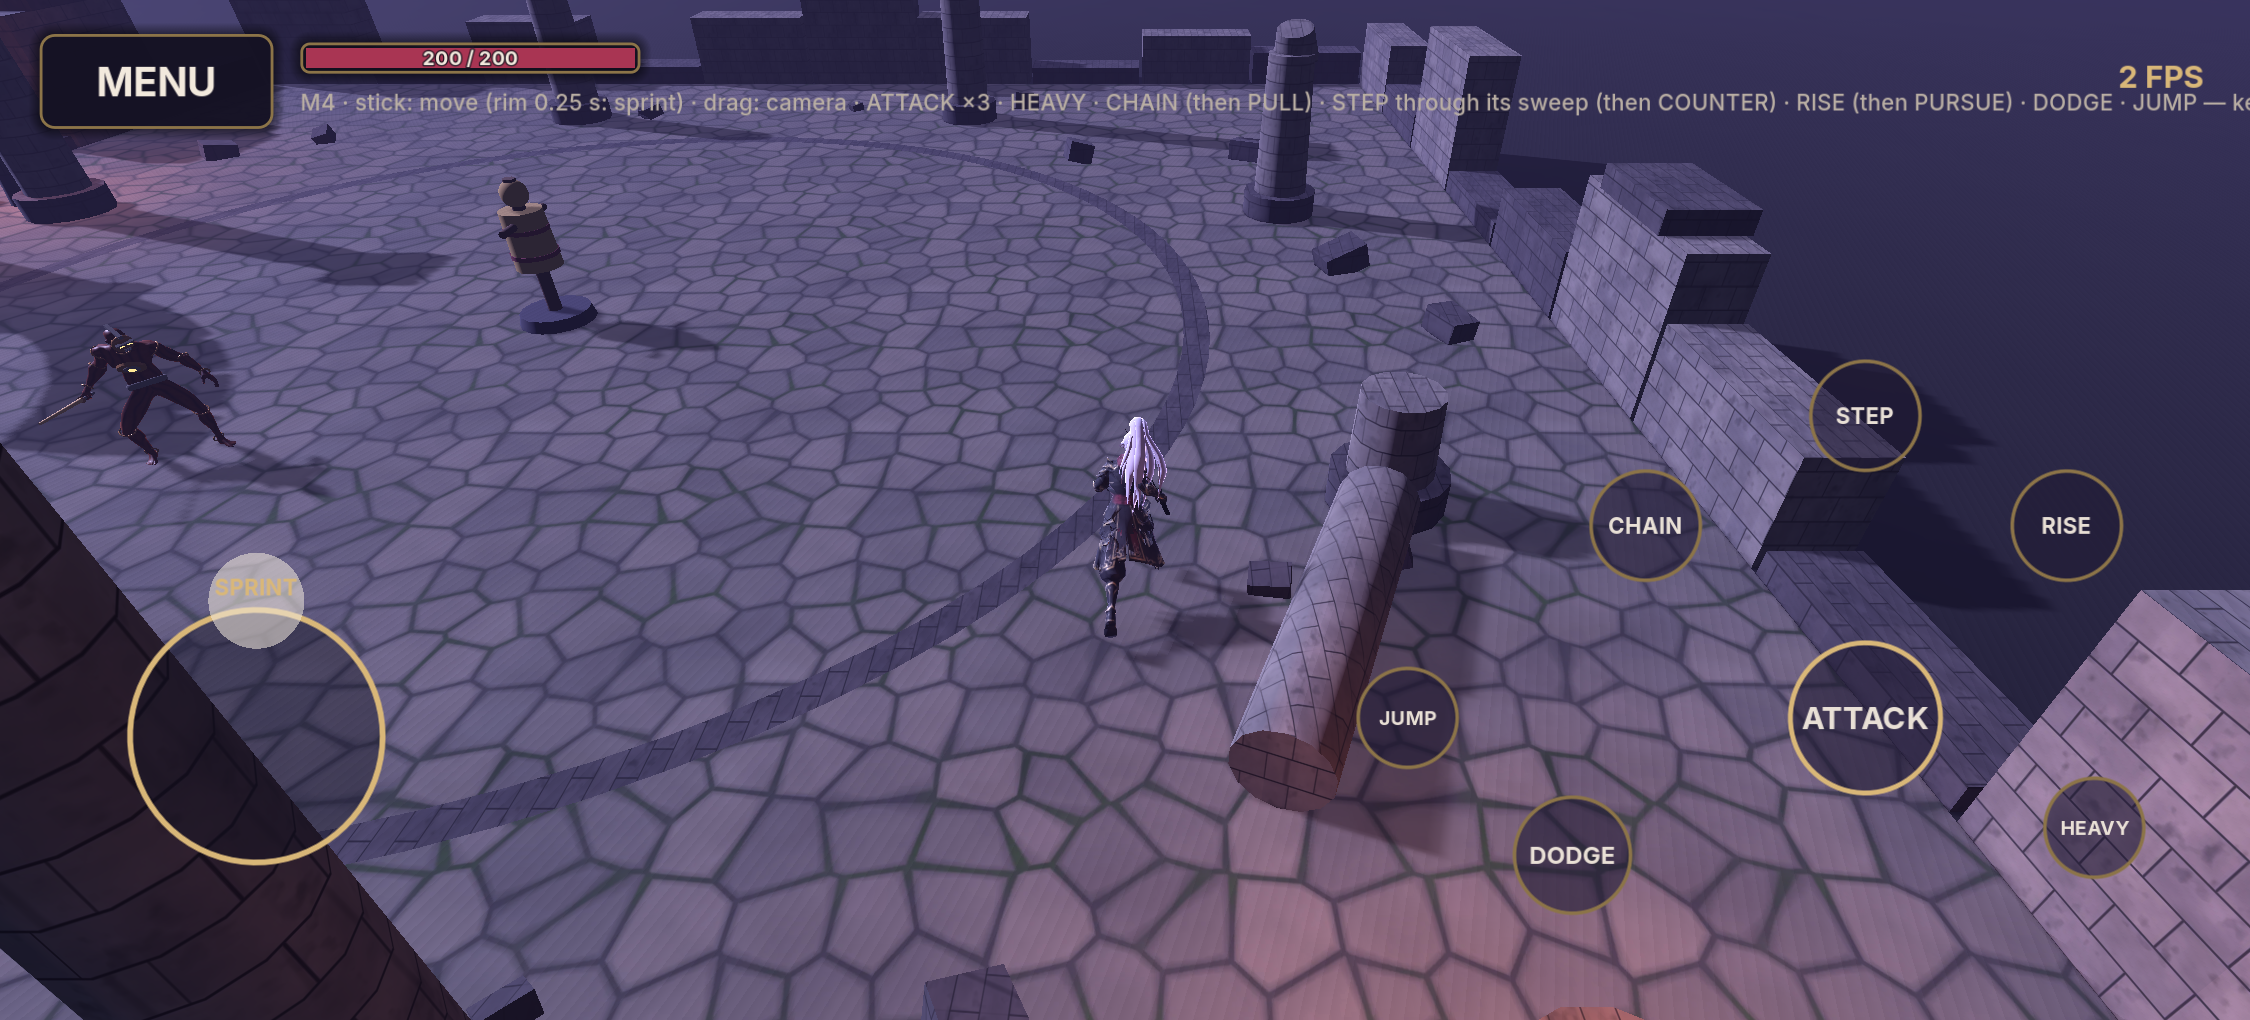 MENU
200 / 200
2 FPS
M4 · stick: move (rim 0.25 s: sprint) · drag: camera · ATTACK ×3 · HEAVY · CHAIN (then PULL) · STEP through its sweep (then COUNTER) · RISE (then PURSUE) · DODGE · JUMP — ke
STEP
CHAIN
RISE
SPRINT
JUMP
ATTACK
HEAVY
DODGE